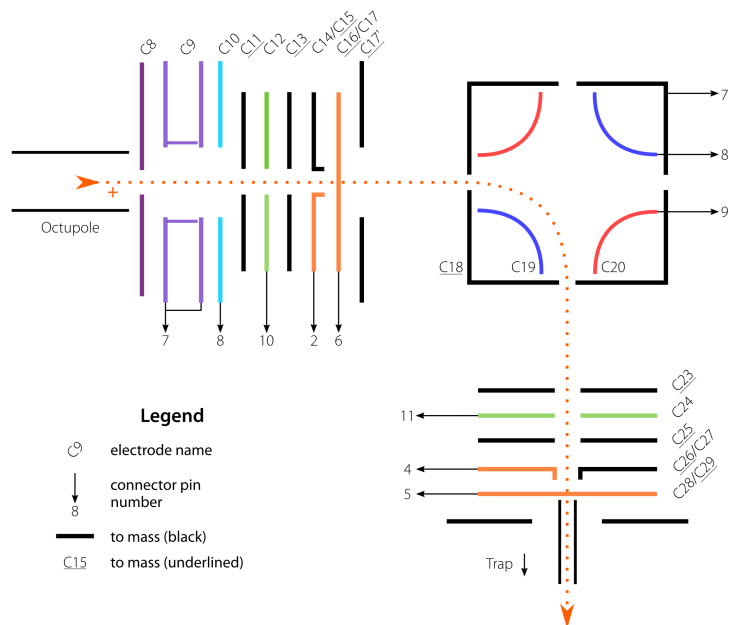 C8
C9
C10
C11
C12
C13
C14/C15
C16/C17
C17'
+
Octupole
7
8
10
2
6
7
8
9
C18
C19
C20
C23
11
C24
C25
4
C26/C27
5
C28/C29
Trap
Legend
C9 electrode name
8 connector pin
number
to mass (black)
C15 to mass (underlined)